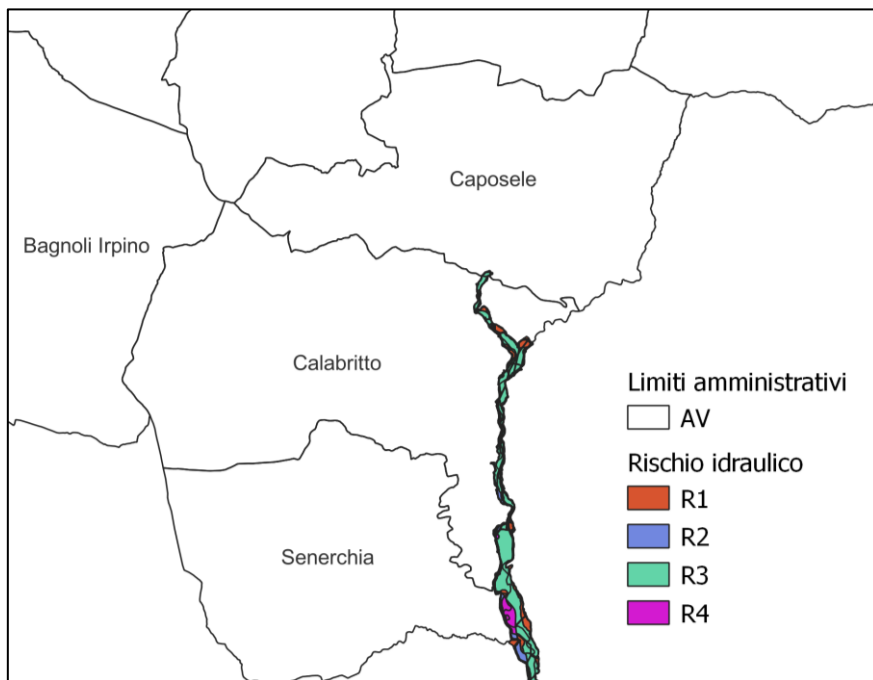 Caposele
Bagnoli Irpino
Calabritto
Senerchia
Limiti amministrativi
AV
Rischio idraulico
R1
R2
R3
R4